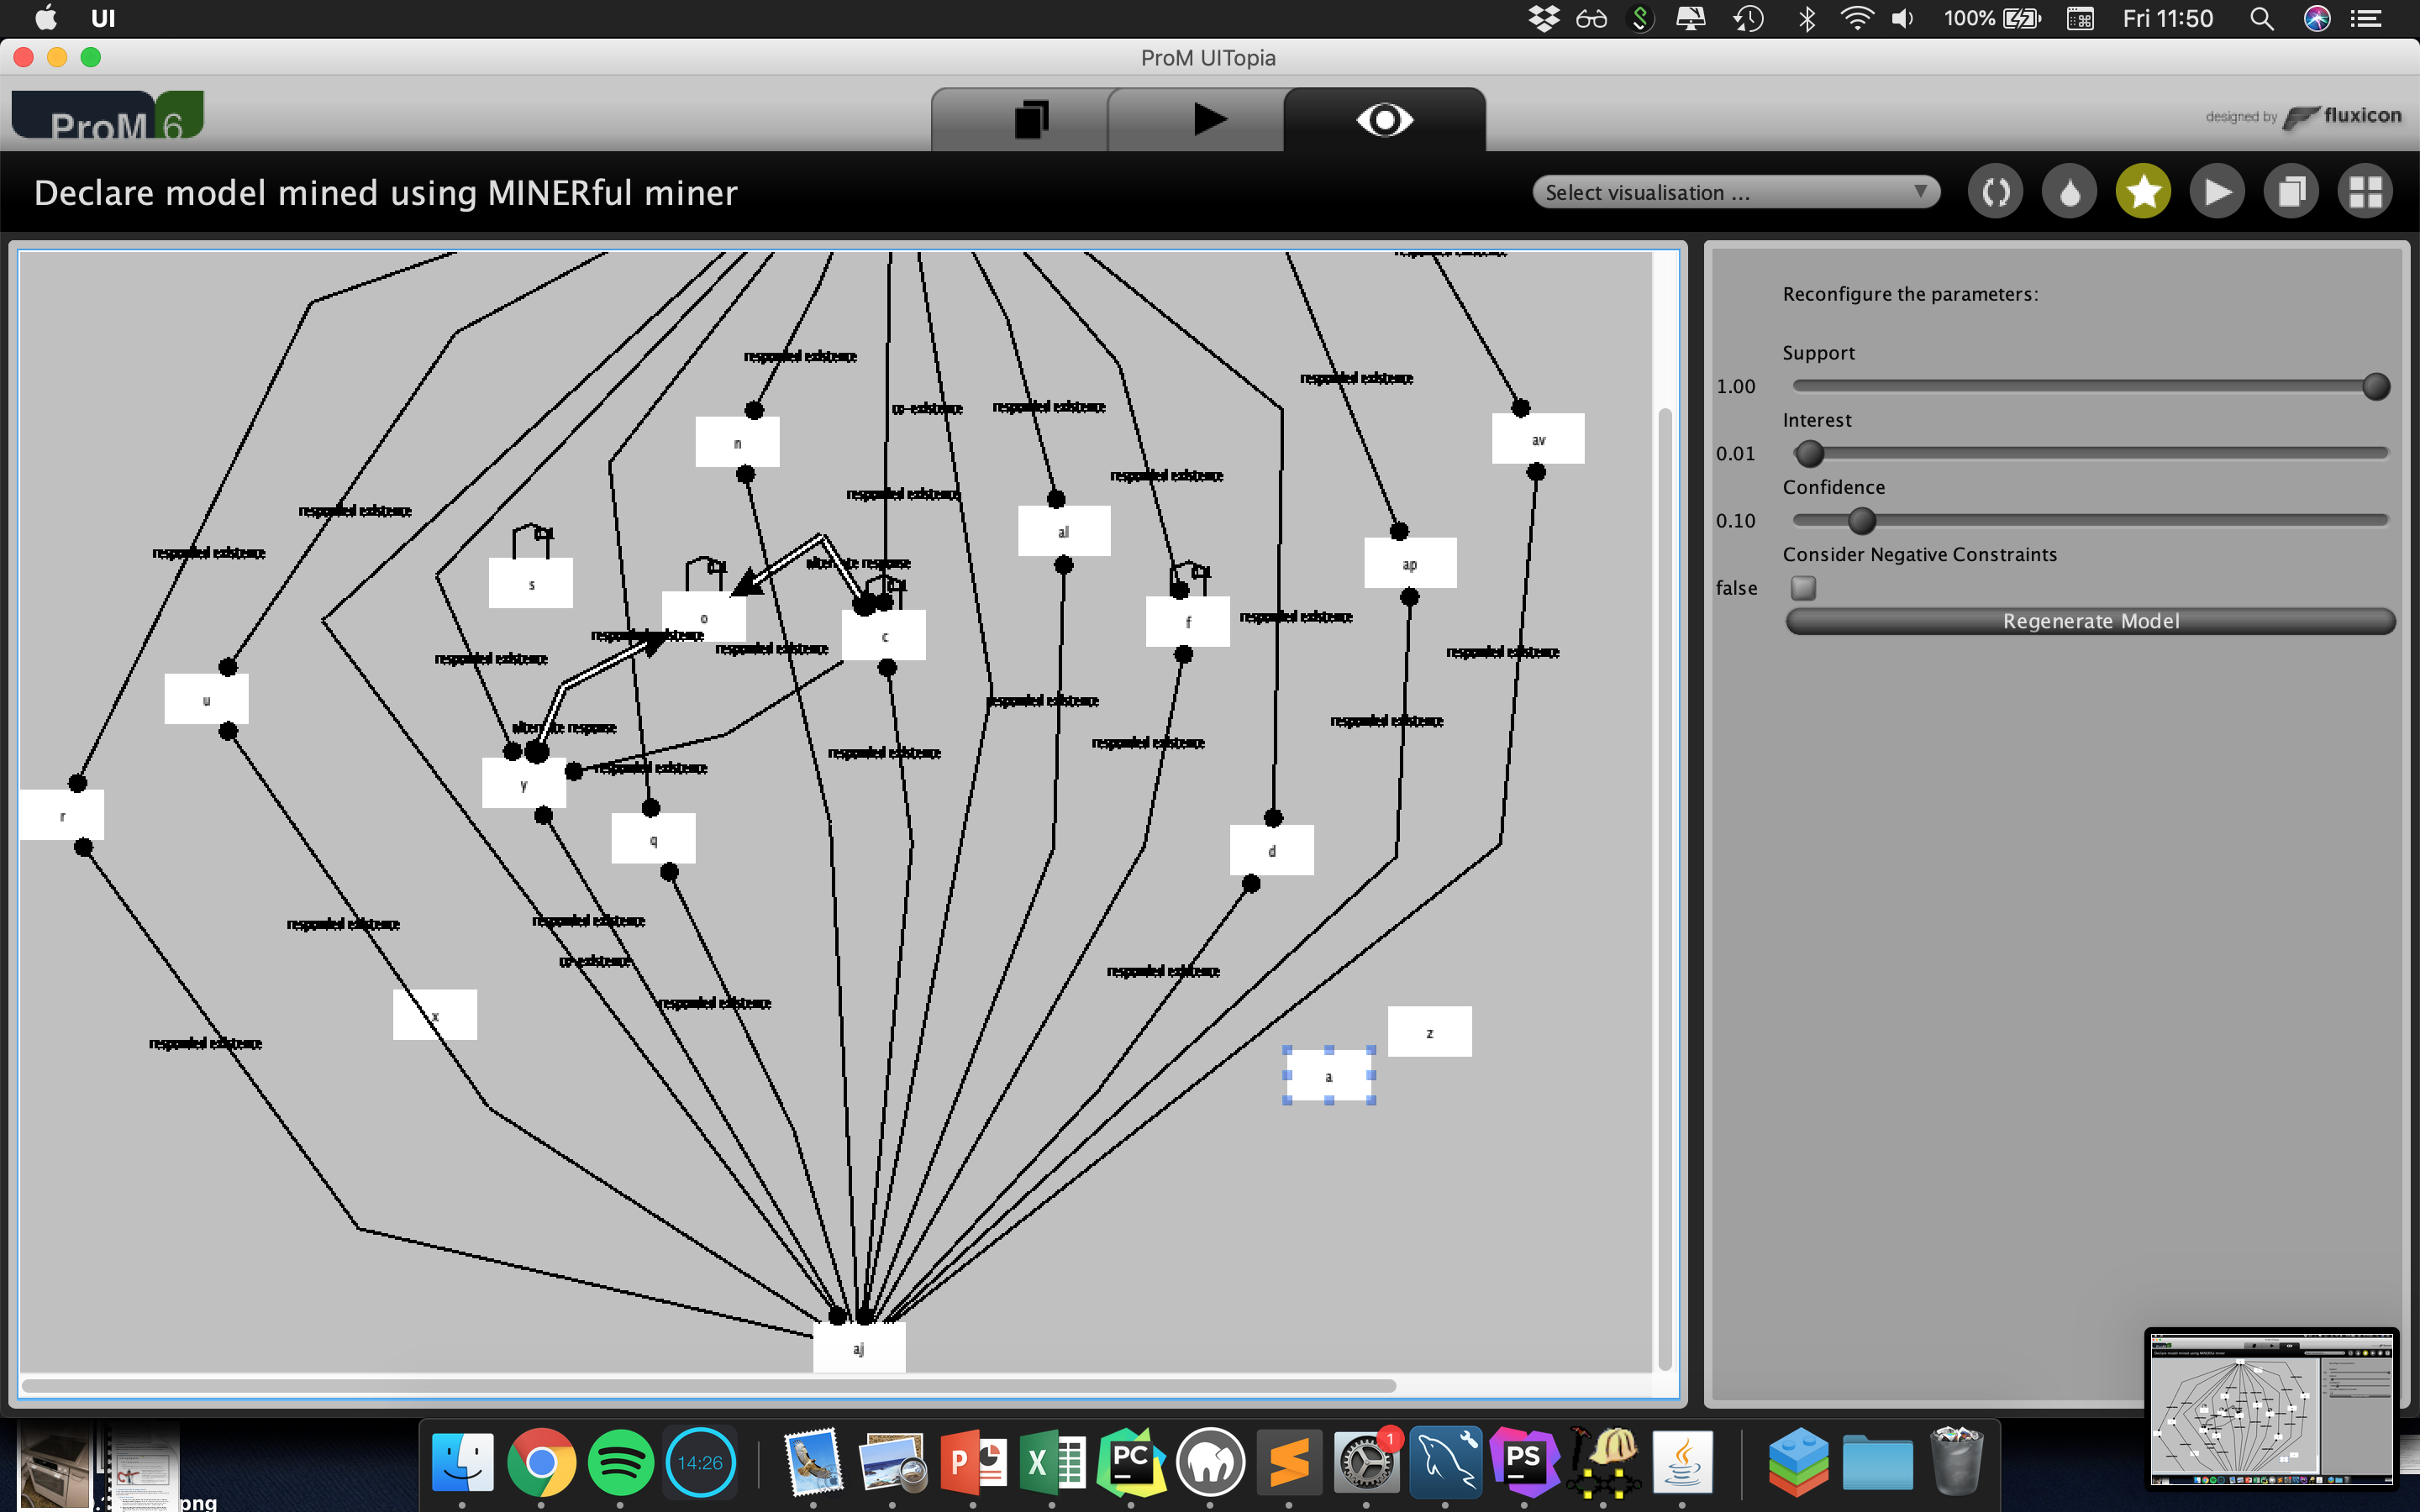 UI
100%
Fri 11:50
ProM UITopia
ProM 6
designed by fluxicon
Declare model mined using MINERful miner
Select visualisation ...
Reconfigure the parameters:
Support
1.00
Interest
0.01
Confidence
0.10
Consider Negative Constraints
false
Regenerate Model
responded existence
responded existence
co-existence
responded existence
av
n
responded existence
responded existence
responded existence
al
responded existence
ap
alternate response
s
o
c
f
responded existence
responded existence
responded existence
responded existence
responded existence
u
responded existence
responded existence
alternate response
responded existence
responded existence
responded existence
y
r
q
d
responded existence
responded existence
co-existence
responded existence
responded existence
x
z
responded existence
a
aj
14:26
P
X
PC
1
PS
png